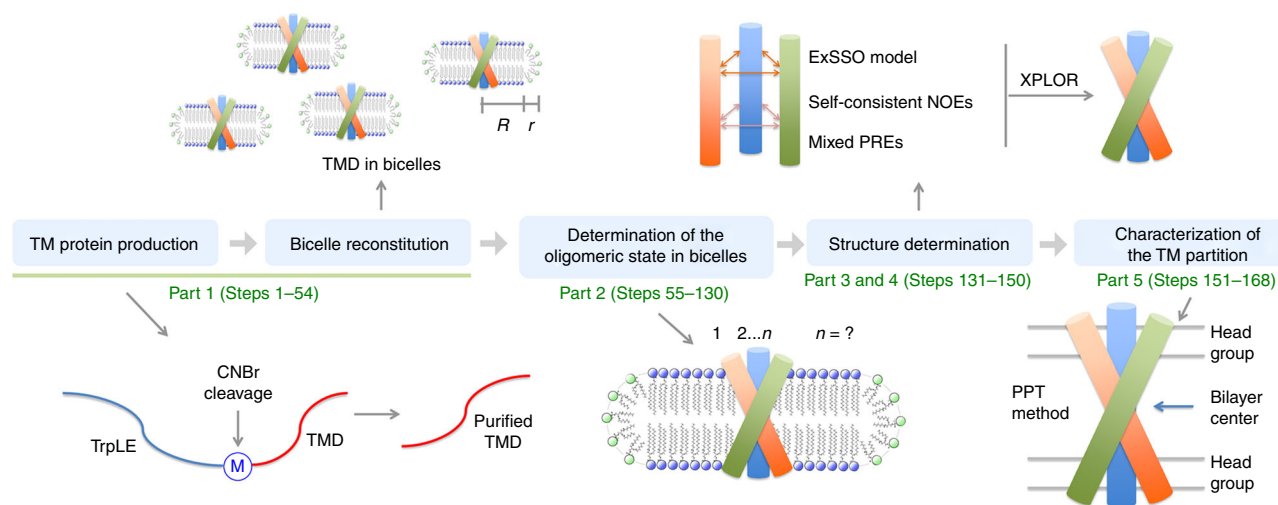 R r
TMD in bicelles
ExSSO model
Self-consistent NOEs
Mixed PREs
XPLOR
TM protein production
Bicelle reconstitution
Determination of the
oligomeric state in bicelles
Structure determination
Characterization of
the TM partition
Part 1 (Steps 1–54)
Part 2 (Steps 55–130)
Part 3 and 4 (Steps 131–150)
Part 5 (Steps 151–168)
CNBr
cleavage
TrpLE
M
TMD
Purified
TMD
1 2...n n = ?
Head
group
PPT
method
Bilayer
center
Head
group